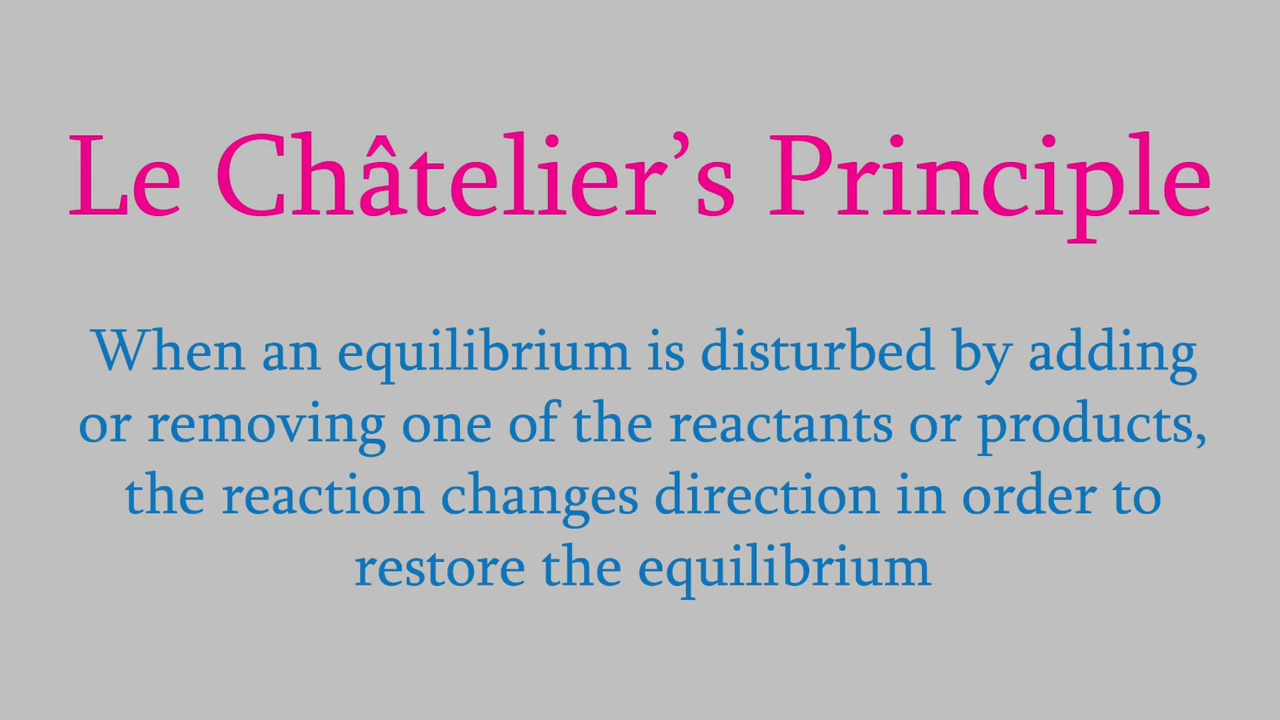 Le Châtelier’s Principle
When an equilibrium is disturbed by adding
or removing one of the reactants or products,
the reaction changes direction in order to
restore the equilibrium